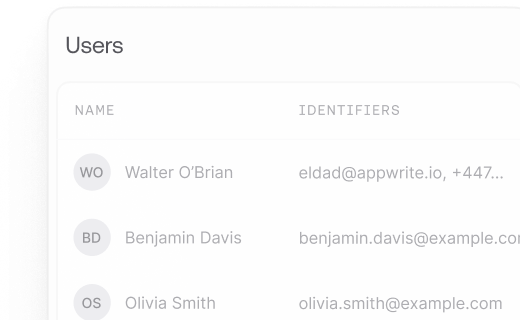 Users
NAME IDENTIFIERS
WO Walter O'Brian eldad@appwrite.io, +447...
BD Benjamin Davis benjamin.davis@example.co
OS Olivia Smith olivia.smith@example.com